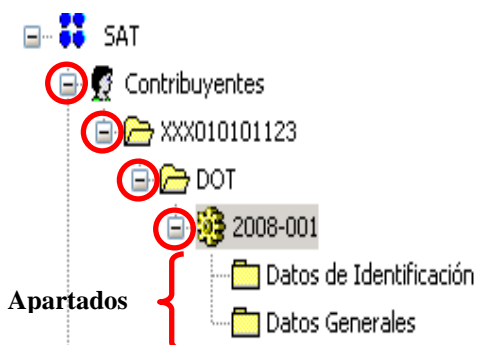 SAT
Contribuyentes
XXX010101123
DOT
2008-001
Datos de Identificación
Apartados
Datos Generales